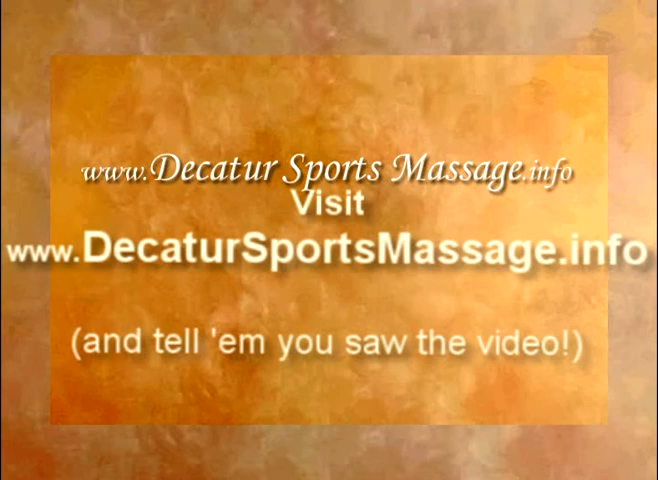 www.Decatur Sports Massage.info
Visit
www.DecaturSportsMassage.info
(and tell 'em you saw the video!)